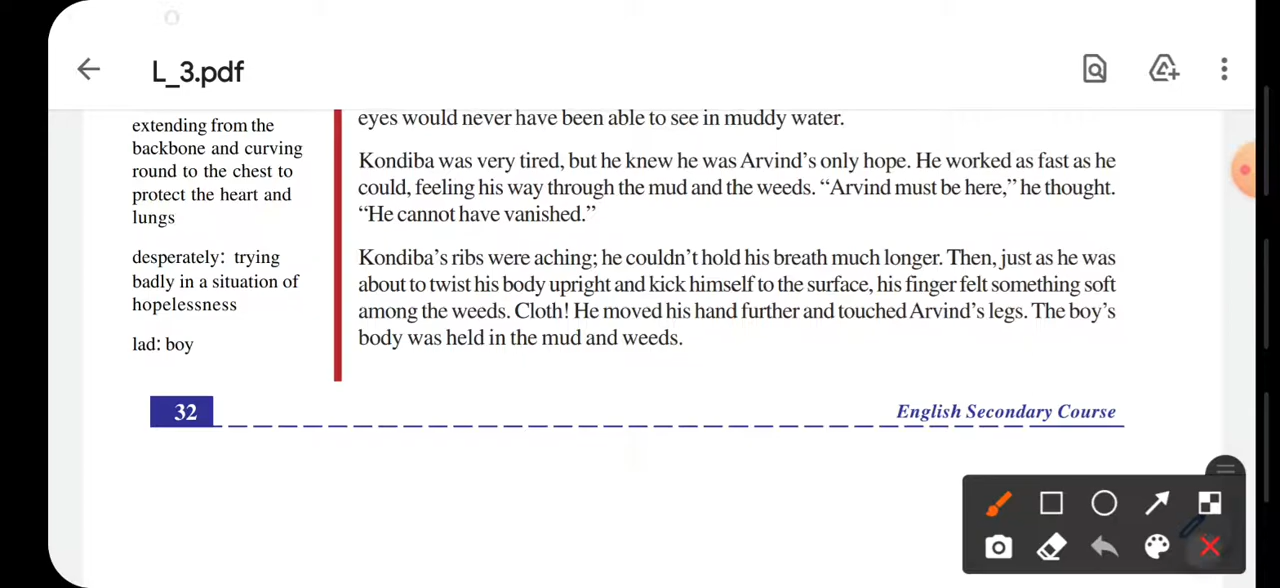 L_3.pdf
extending from the
backbone and curving
round to the chest to
protect the heart and
lungs
desperately: trying
badly in a situation of
hopelessness
lad: boy
eyes would never have been able to see in muddy water.
Kondiba was very tired, but he knew he was Arvind’s only hope. He worked as fast as he
could, feeling his way through the mud and the weeds. “Arvind must be here,” he thought.
“He cannot have vanished.”
Kondiba’s ribs were aching; he couldn’t hold his breath much longer. Then, just as he was
about to twist his body upright and kick himself to the surface, his finger felt something soft
among the weeds. Cloth! He moved his hand further and touched Arvind’s legs. The boy’s
body was held in the mud and weeds.
32
English Secondary Course